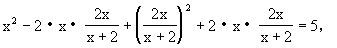 x² − 2 • x • 2x/(x + 2) + (2x/(x + 2))² + 2 • x • 2x/(x + 2) = 5,